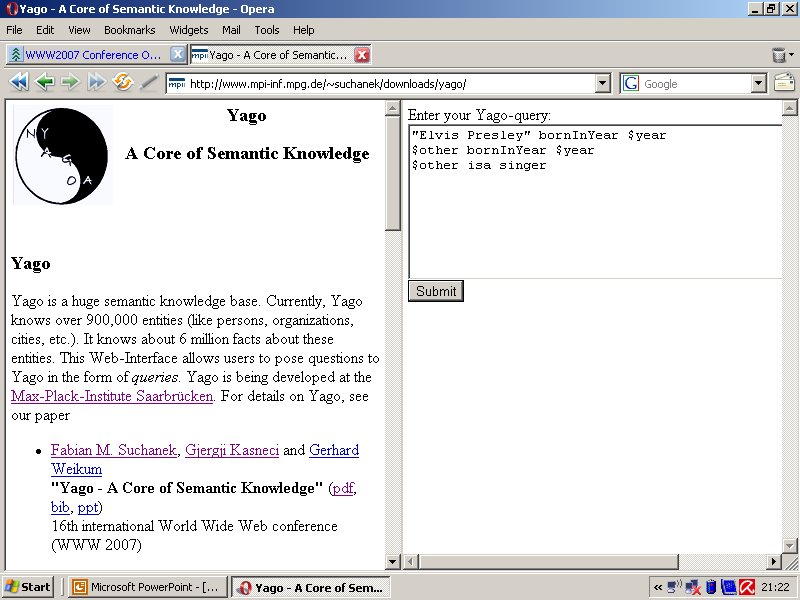 Yago - A Core of Semantic Knowledge - Opera
File Edit View Bookmarks Widgets Mail Tools Help
WWW2007 Conference O...
mpii Yago - A Core of Semantic...
mpii http://www.mpi-inf.mpg.de/~suchanek/downloads/yago/
G Google
N Y A G O A
Yago
A Core of Semantic Knowledge
Yago
Yago is a huge semantic knowledge base. Currently, Yago
knows over 900,000 entities (like persons, organizations,
cities, etc.). It knows about 6 million facts about these
entities. This Web-Interface allows users to pose questions to
Yago in the form of queries. Yago is being developed at the
Max-Plack-Institute Saarbrücken. For details on Yago, see
our paper
• Fabian M. Suchanek, Gjergji Kasneci and Gerhard
Weikum
"Yago - A Core of Semantic Knowledge" (pdf,
bib, ppt)
16th international World Wide Web conference
(WWW 2007)
Enter your Yago-query:
"Elvis Presley" bornInYear $year
$other bornInYear $year
$other isa singer
Submit
Start
Microsoft PowerPoint - [...
Yago - A Core of Sem...
« 21:22